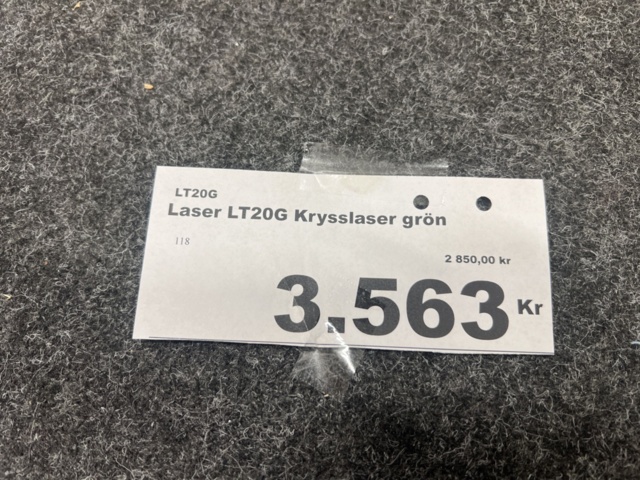 LT20G
Laser LT20G Krysslaser grön
118
2 850,00 kr
3.563 Kr